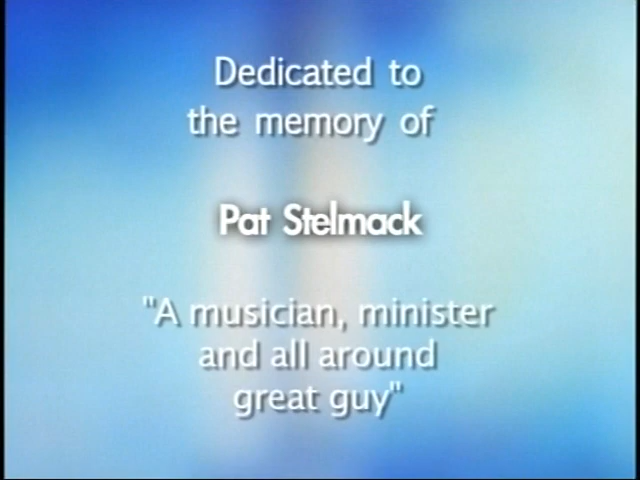 Dedicated to
the memory of
Pat Stelmack
"A musician, minister
and all around
great guy"